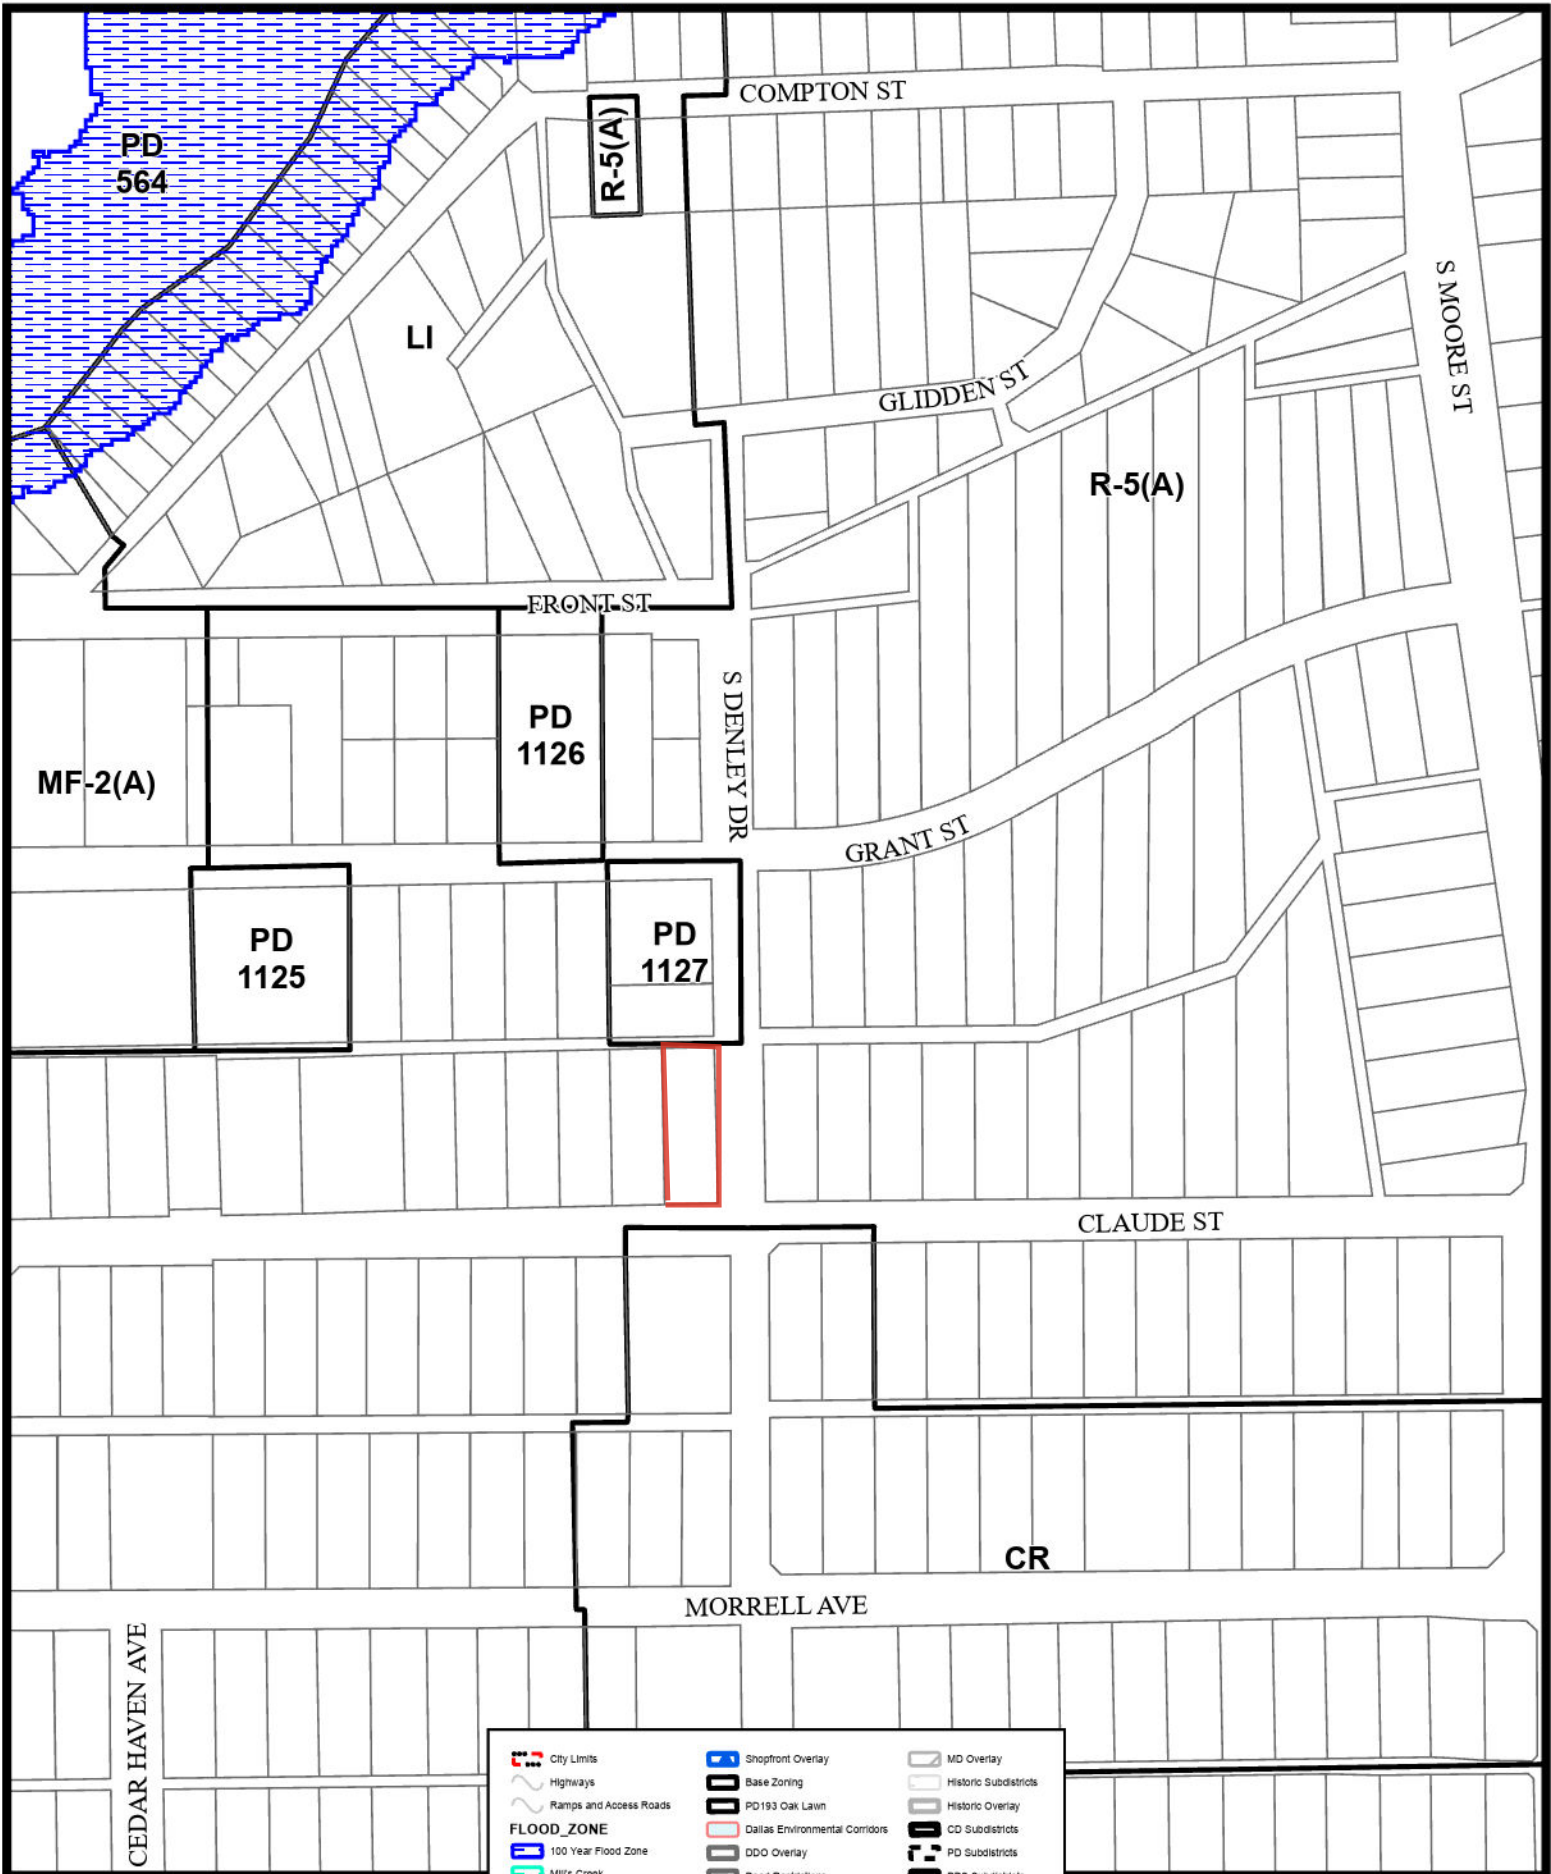 COMPTON ST
R-5(A)
PD
564
LI
S MOORE ST
GLIDDEN ST
R-5(A)
FRONT ST
PD
1126
S DENLEY DR
MF-2(A)
GRANT ST
PD
1125
PD
1127
CLAUDE ST
CR
MORRELL AVE
CEDAR HAVEN AVE
City Limits
Highways
Ramps and Access Roads
FLOOD_ZONE
100 Year Flood Zone
Mill's Creek
Shopfront Overlay
Base Zoning
PD193 Oak Lawn
Dallas Environmental Corridors
DDO Overlay
MD Overlay
Historic Subdistricts
Historic Overlay
CD Subdistricts
PD Subdistricts